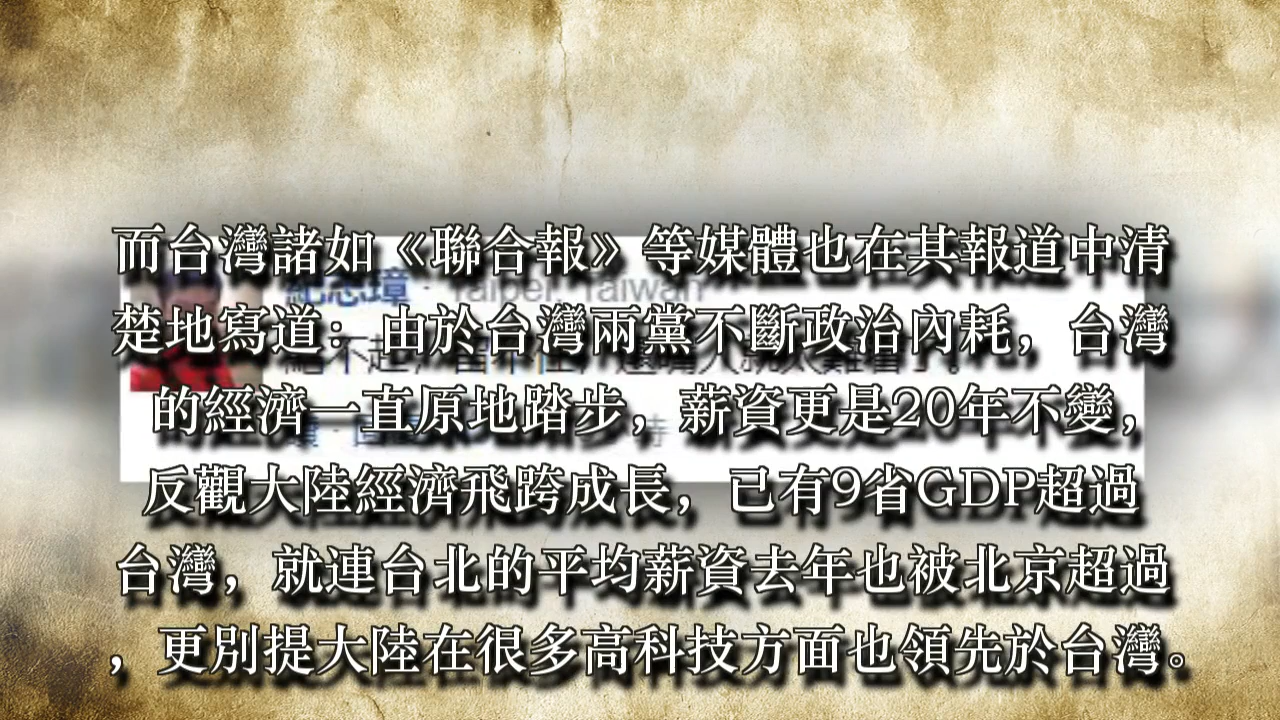 而台灣諸如《聯合報》等媒體也在其報道中清
楚地寫道：由於台灣兩黨不斷政治內耗，台灣
的經濟一直原地踏步，薪資更是20年不變，
反觀大陸經濟飛跨成長，已有9省GDP超過
台灣，就連台北的平均薪資去年也被北京超過
，更別提大陸在很多高科技方面也領先於台灣。
紀志瑋 · Taipei, Taiwan